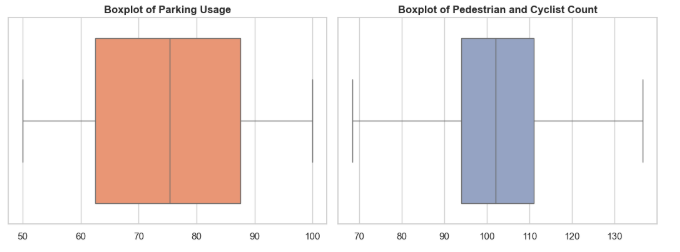 Boxplot of Parking Usage
50 60 70 80 90 100
Boxplot of Pedestrian and Cyclist Count
70 80 90 100 110 120 130